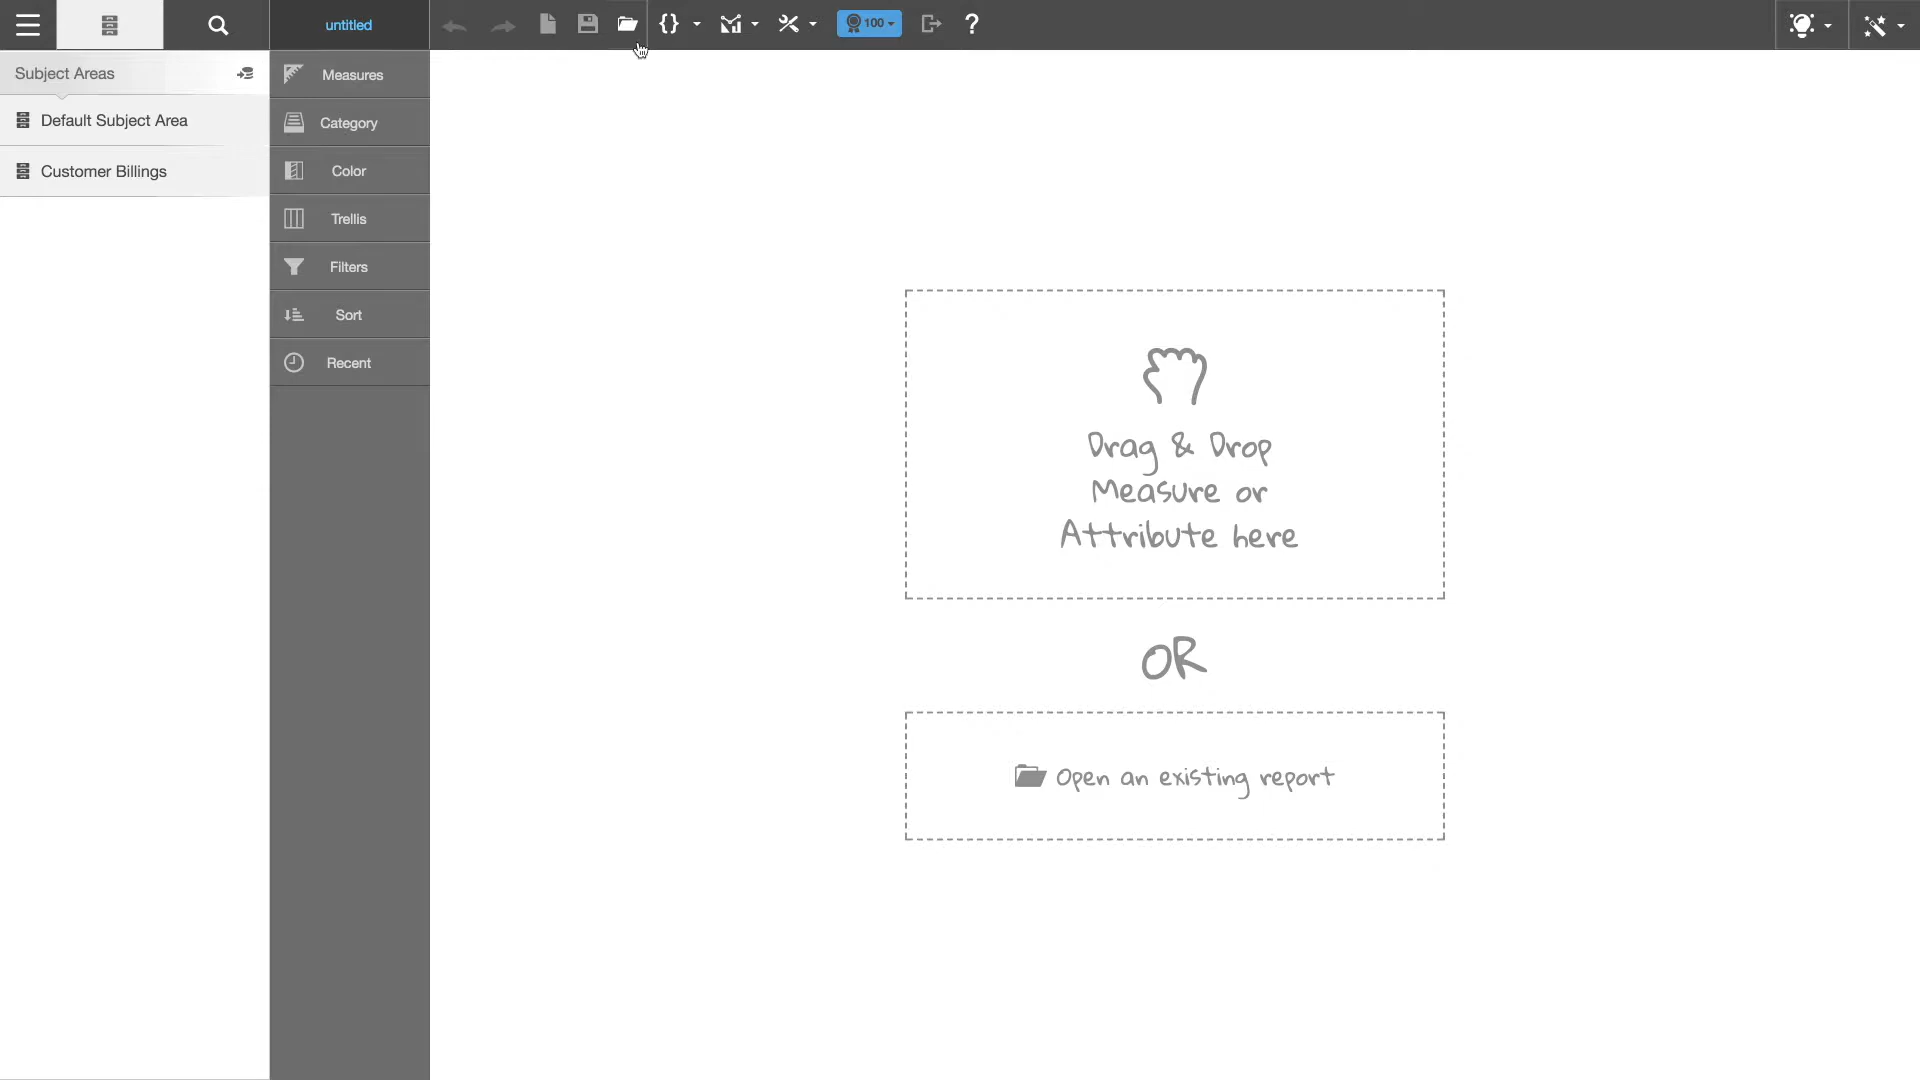 untitled
{}
100
?
Subject Areas
Default Subject Area
Customer Billings
Measures
Category
Color
Trellis
Filters
Sort
Recent
Drag & Drop
Measure or
Attribute here
OR
Open an existing report